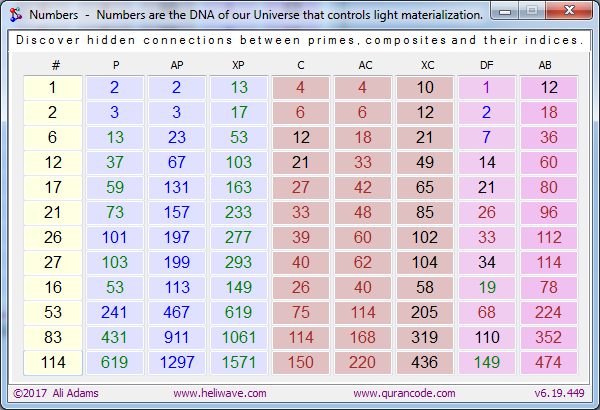 Numbers - Numbers are the DNA of our Universe that controls light materialization.
Discover hidden connections between primes, composites and their indices.
# P AP XP C AC XC DF AB
1 2 2 13 4 4 10 1 12
2 3 3 17 6 6 12 2 18
6 13 23 53 12 18 21 7 36
12 37 67 103 21 33 49 14 60
17 59 131 163 27 42 65 21 80
21 73 157 233 33 48 85 26 96
26 101 197 277 39 60 102 33 112
27 103 199 293 40 62 104 34 114
16 53 113 149 26 40 58 19 78
53 241 467 619 75 114 205 68 224
83 431 911 1061 114 168 319 110 352
114 619 1297 1571 150 220 436 149 474
©2017 Ali Adams www.heliwave.com www.qurancode.com v6.19.449